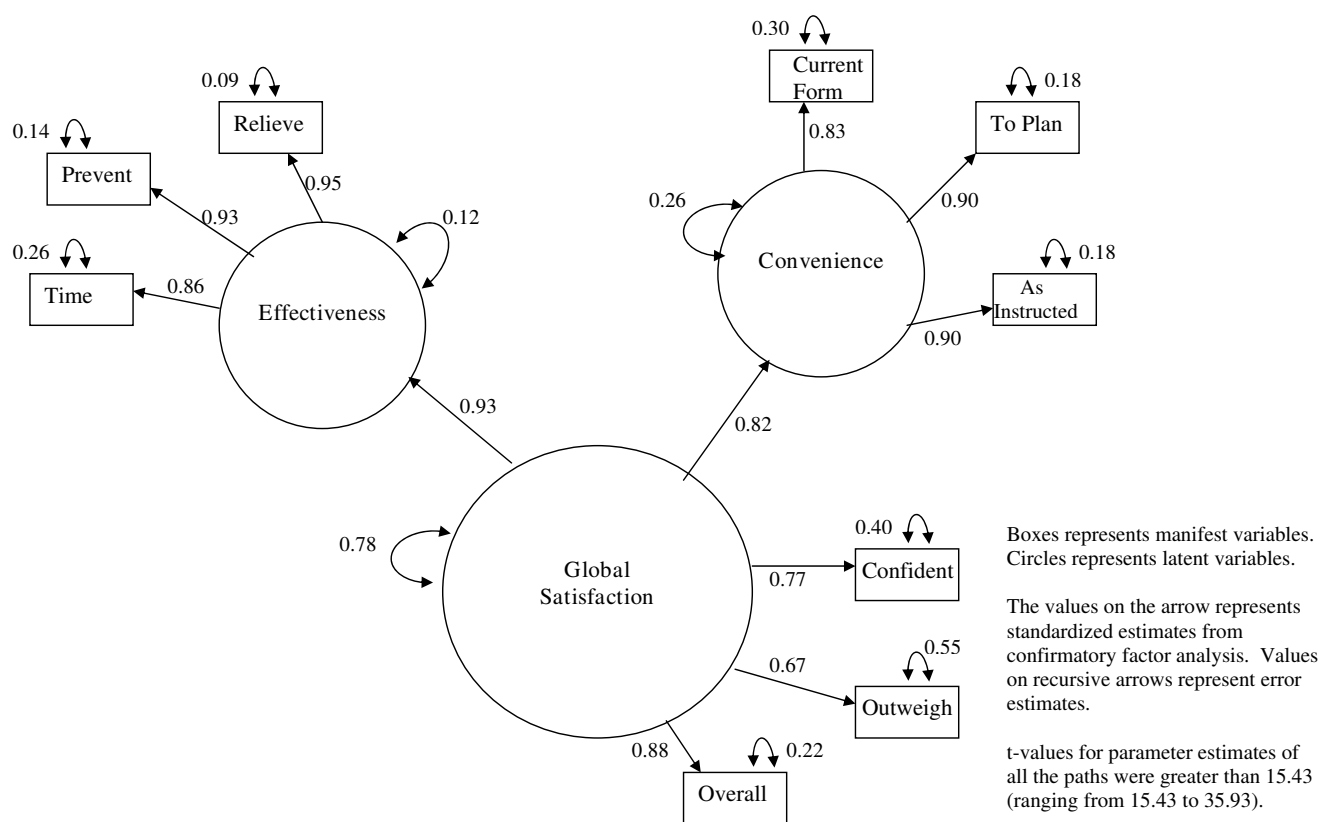 0.30
Current
Form
0.83
0.18
To Plan
0.90
0.09
Relieve
0.95
0.14
Prevent
0.93
0.26
Time
0.86
0.12
Effectiveness
0.26
Convenience
0.18
As
Instructed
0.90
0.93
0.82
0.78
Global
Satisfaction
0.40
Confident
0.77
0.55
Outweigh
0.67
0.88
0.22
Overall
Boxes represents manifest variables.
Circles represents latent variables.
The values on the arrow represents
standardized estimates from
confirmatory factor analysis. Values
on recursive arrows represent error
estimates.
t-values for parameter estimates of
all the paths were greater than 15.43
(ranging from 15.43 to 35.93).